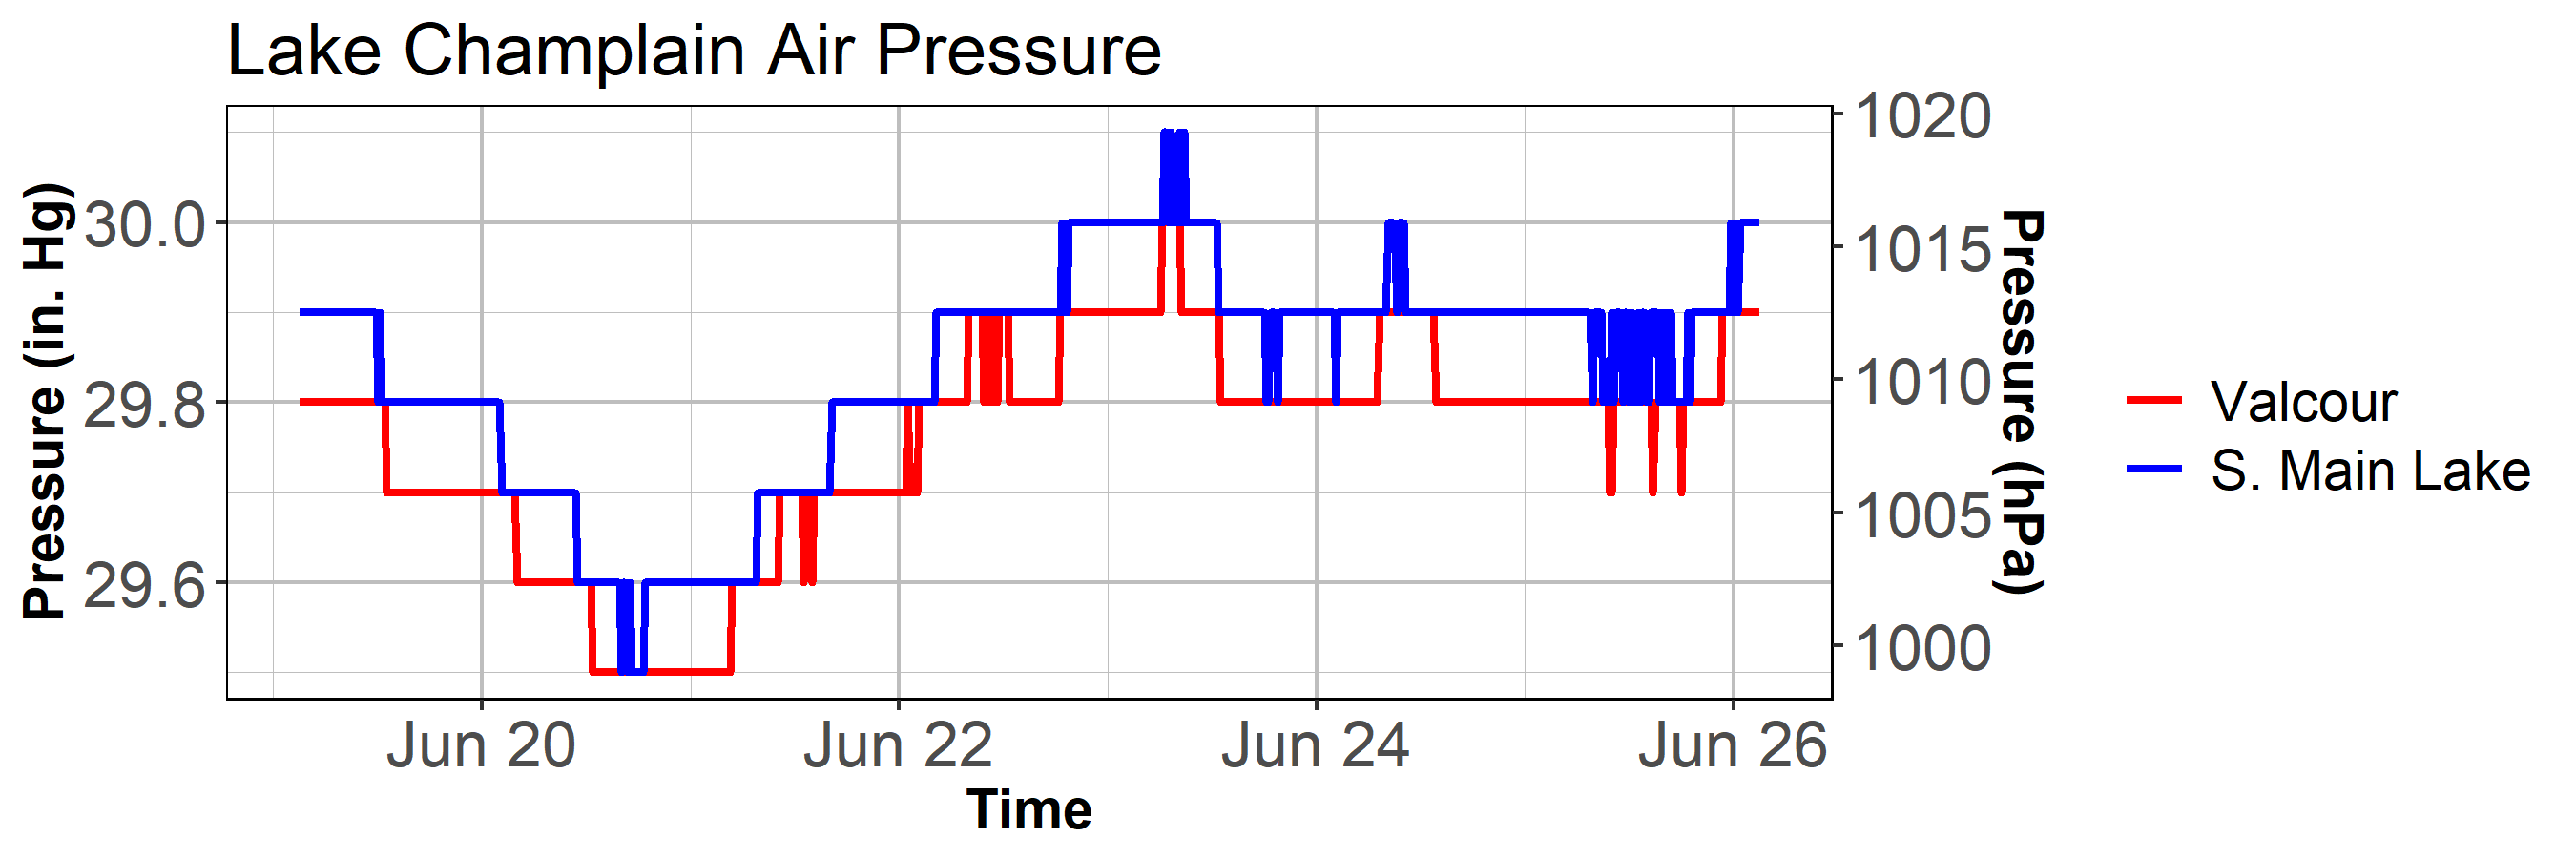 Lake Champlain Air Pressure
Pressure (in. Hg)
30.0
29.8
29.6
1020
1015
1010
1005
1000
Pressure (hPa)
Jun 20
Jun 22
Jun 24
Jun 26
Time
Valcour
S. Main Lake